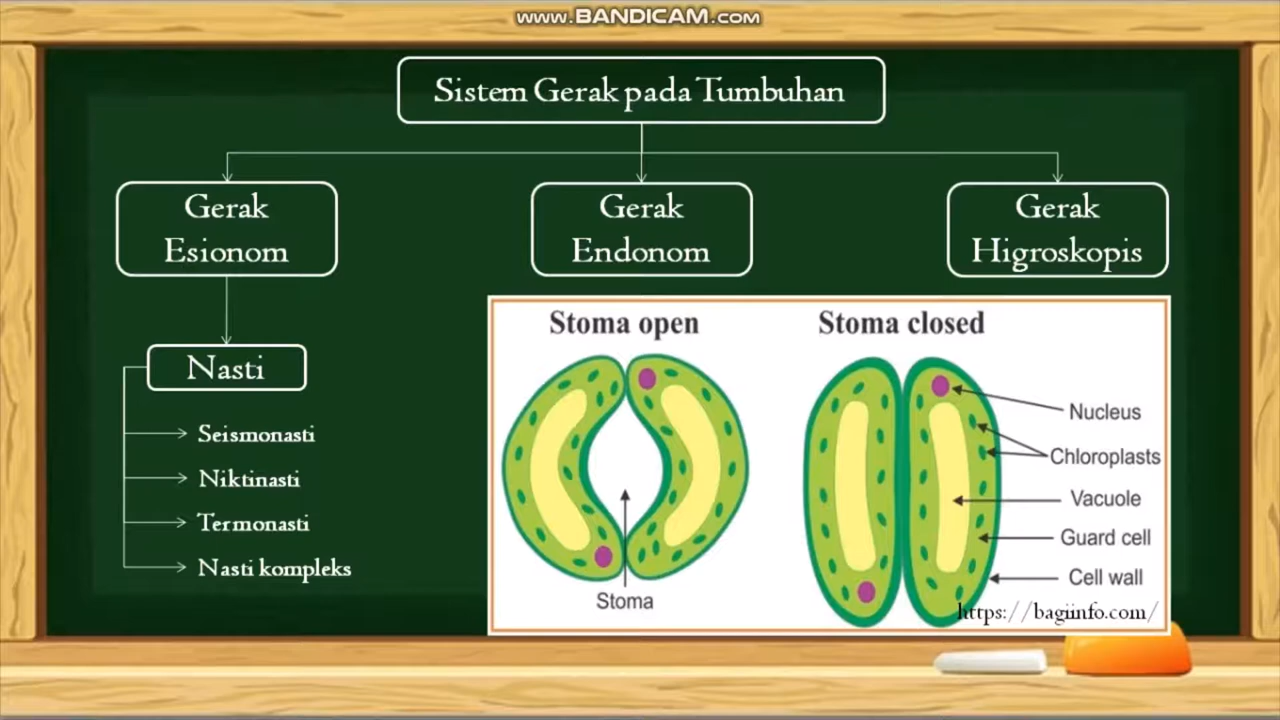 www.BANDICAM.com
Sistem Gerak pada Tumbuhan
Gerak
Esionom
Gerak
Endonom
Gerak
Higroskopis
Nasti
Seismonasti
Niktinasti
Termonasti
Nasti kompleks
Stoma open
Stoma closed
Nucleus
Chloroplasts
Vacuole
Guard cell
Cell wall
Stoma
https://bagiinfo.com/